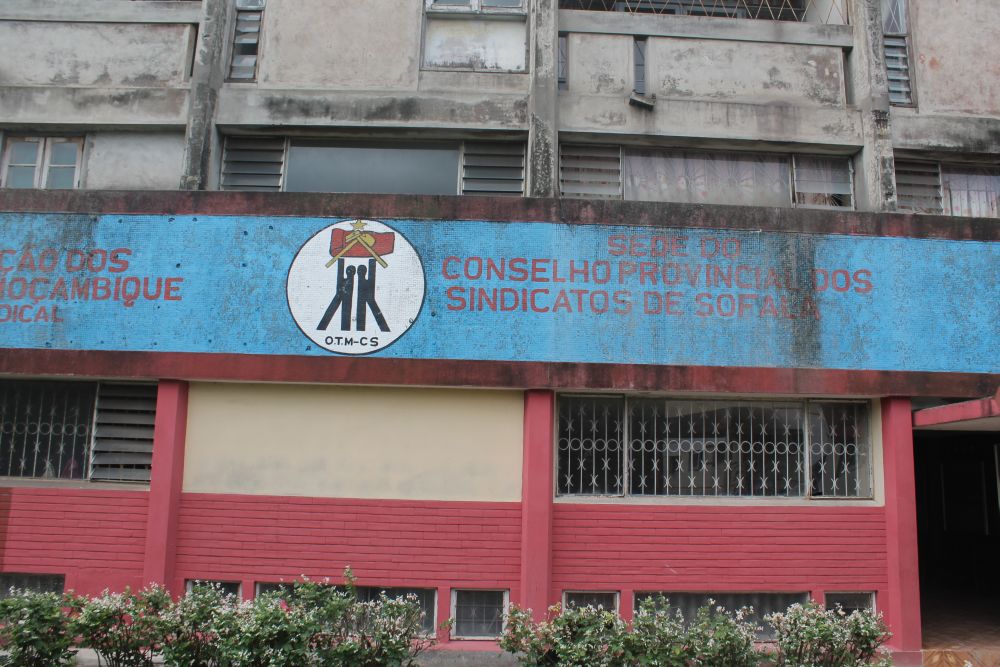 ÇÃO DOS
MOÇAMBIQUE
DICAL
O.T.M-CS
SEDE DO
CONSELHO PROVINCIAL DOS
SINDICATOS DE SOFALA